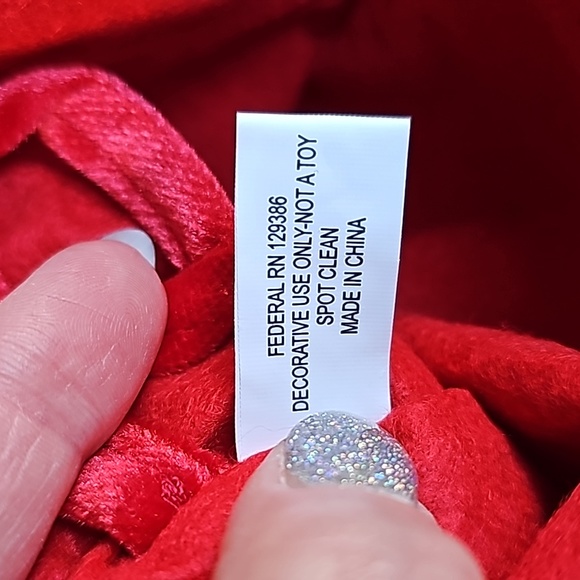 FEDERAL RN 129386
DECORATIVE USE ONLY-NOT A TOY
SPOT CLEAN
MADE IN CHINA